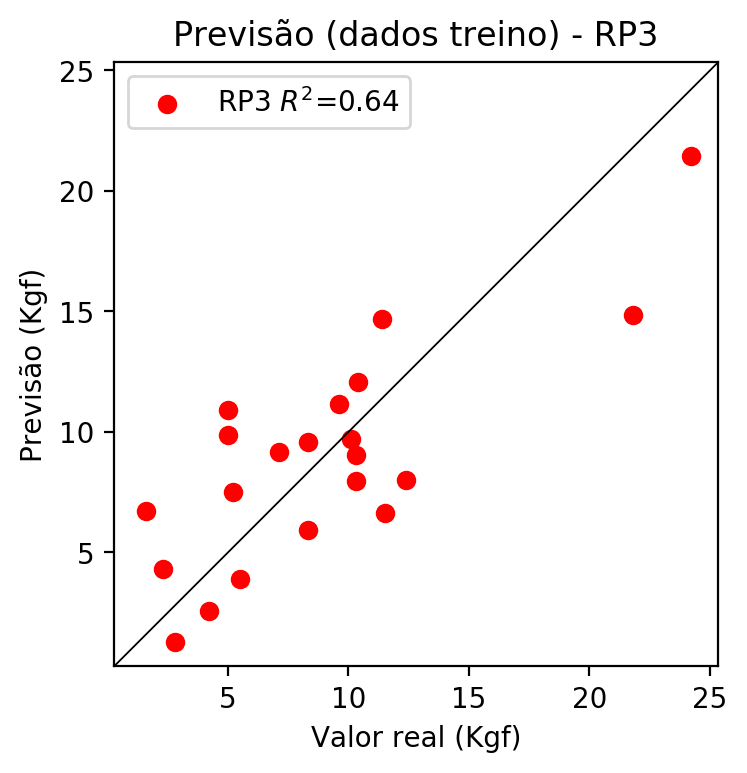 Previsão (dados treino) - RP3
RP3 R²=0.64
25
20
15
10
5
Previsão (Kgf)
5 10 15 20 25
Valor real (Kgf)